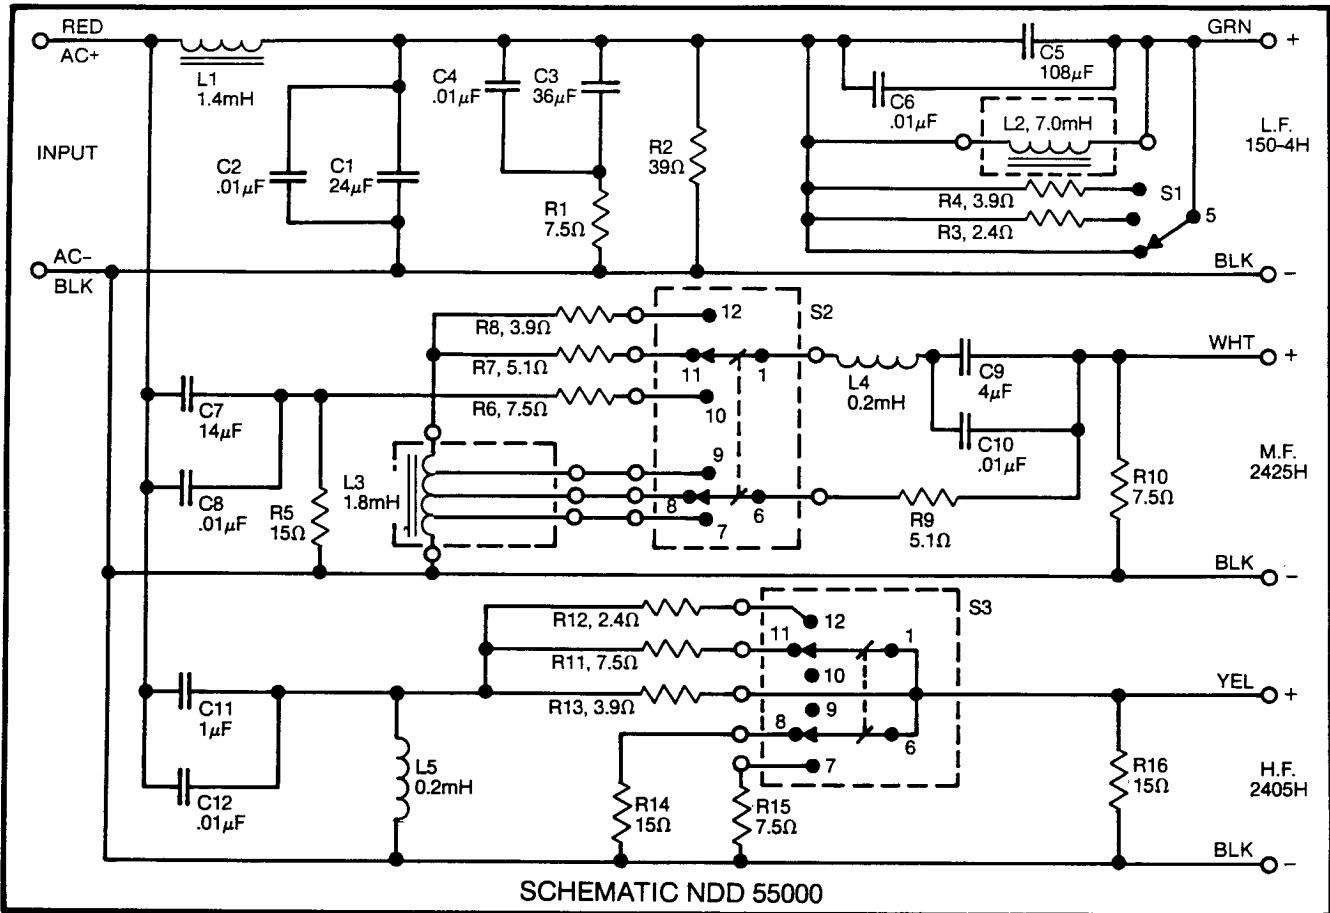 RED
AC+
L1
1.4mH
C4
.01µF
C3
36µF
C5
108µF
GRN
+
C6
.01µF
L2, 7.0mH
L.F.
150-4H
INPUT
C2
.01µF
C1
24µF
R2
39Ω
R1
7.5Ω
R4, 3.9Ω
S1
R3, 2.4Ω
5
AC–
BLK
BLK
–
R8, 3.9Ω
12
S2
R7, 5.1Ω
11
1
L4
0.2mH
C9
4µF
WHT
+
C7
14µF
R6, 7.5Ω
10
C10
.01µF
M.F.
2425H
C8
.01µF
R5
15Ω
L3
1.8mH
9
8
6
7
R9
5.1Ω
R10
7.5Ω
BLK
–
R12, 2.4Ω
12
S3
R11, 7.5Ω
11
1
10
C11
1µF
R13, 3.9Ω
9
YEL
+
8
6
7
C12
.01µF
L5
0.2mH
R14
15Ω
R15
7.5Ω
R16
15Ω
H.F.
2405H
BLK
–
SCHEMATIC NDD 55000